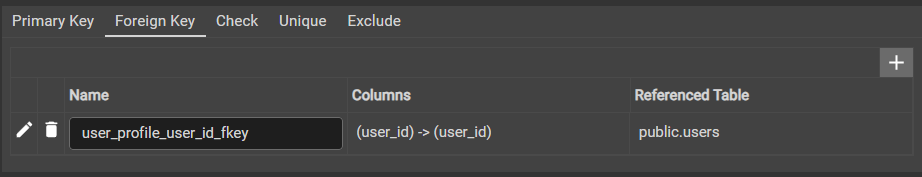 Primary Key Foreign Key Check Unique Exclude
Name Columns Referenced Table
user_profile_user_id_fkey (user_id) -> (user_id) public.users